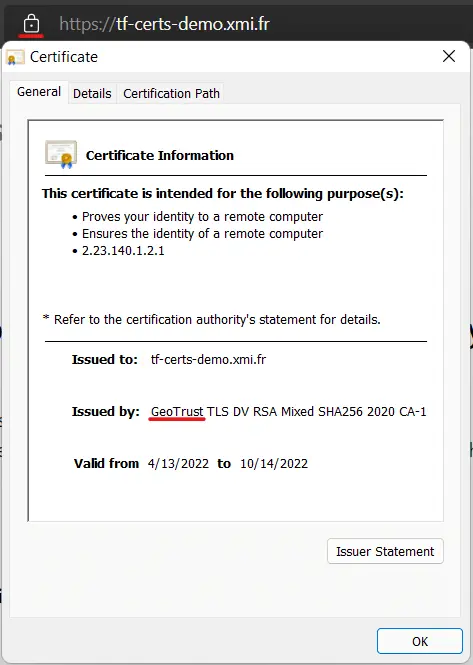 https://tf-certs-demo.xmi.fr
Certificate
General Details Certification Path
Certificate Information
This certificate is intended for the following purpose(s):
• Proves your identity to a remote computer
• Ensures the identity of a remote computer
• 2.23.140.1.2.1
* Refer to the certification authority's statement for details.
Issued to: tf-certs-demo.xmi.fr
Issued by: GeoTrust TLS DV RSA Mixed SHA256 2020 CA-1
Valid from 4/13/2022 to 10/14/2022
Issuer Statement
OK